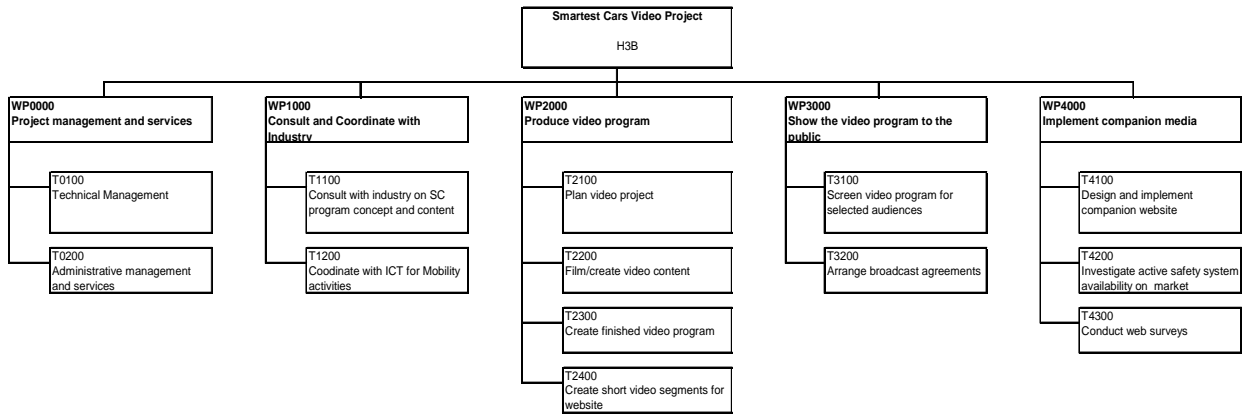 Smartest Cars Video Project
H3B
WP0000
Project management and services
T0100
Technical Management
T0200
Administrative management
and services
WP1000
Consult and Coordinate with
Industry
T1100
Consult with industry on SC
program concept and content
T1200
Coodinate with ICT for Mobility
activities
WP2000
Produce video program
T2100
Plan video project
T2200
Film/create video content
T2300
Create finished video program
T2400
Create short video segments for
website
WP3000
Show the video program to the
public
T3100
Screen video program for
selected audiences
T3200
Arrange broadcast agreements
WP4000
Implement companion media
T4100
Design and implement
companion website
T4200
Investigate active safety system
availability on market
T4300
Conduct web surveys